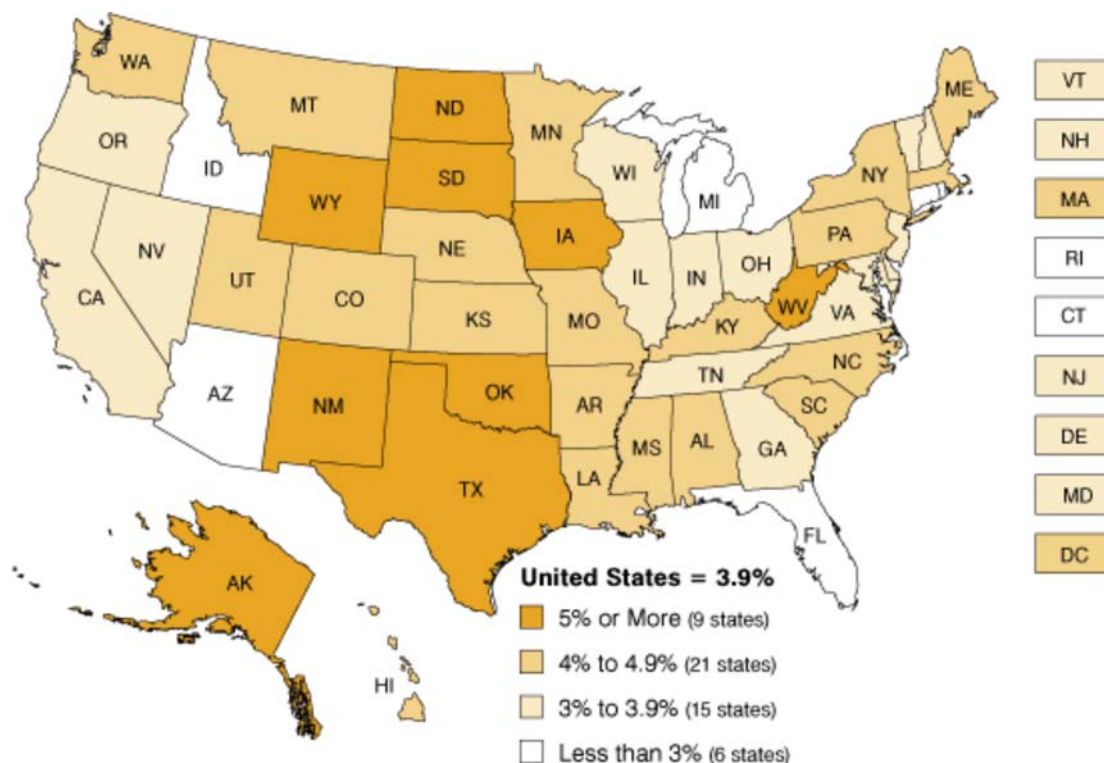 WA
MT
ND
MN
ME
VT
OR
ID
SD
WI
NY
NH
WY
MI
MA
IA
PA
NE
RI
NV
OH
IL
IN
UT
CO
CA
WV
VA
CT
KS
MO
KY
NJ
TN
NC
AZ
OK
NM
AR
SC
DE
MS
AL
GA
LA
TX
MD
FL
DC
AK
HI
United States = 3.9%
5% or More (9 states)
4% to 4.9% (21 states)
3% to 3.9% (15 states)
Less than 3% (6 states)